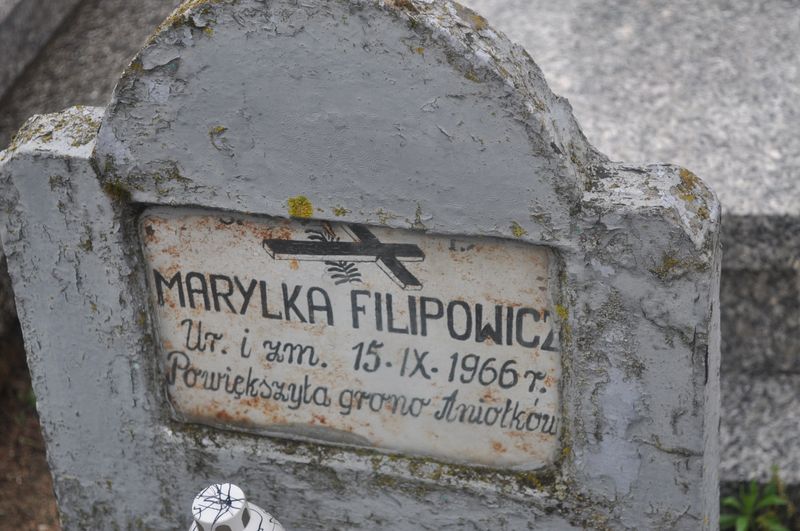 MARYLKA FILIPOWICZ
Ur. i zm. 15.IX.1966 r.
Powiększyła grono Aniołków